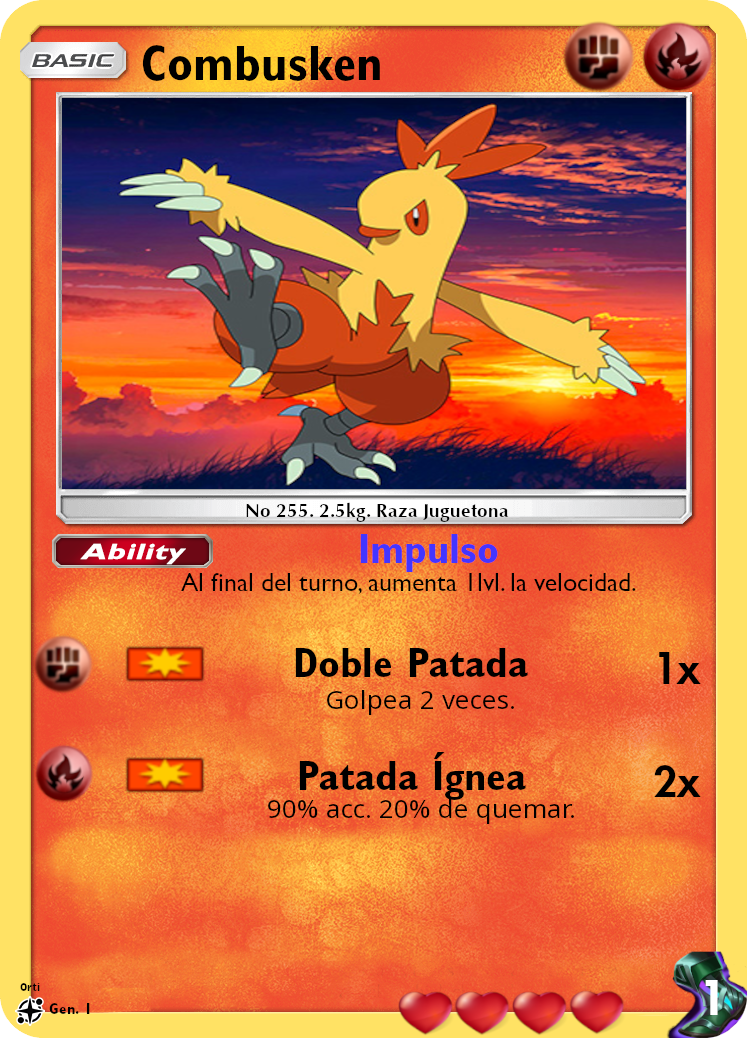 BASIC
Combusken
No 255. 2.5kg. Raza Juguetona
Ability Impulso
Al final del turno, aumenta 1lvl. la velocidad.
Doble Patada 1x
Golpea 2 veces.
Patada Ígnea 2x
90% acc. 20% de quemar.
Orti
Gen. 1
1